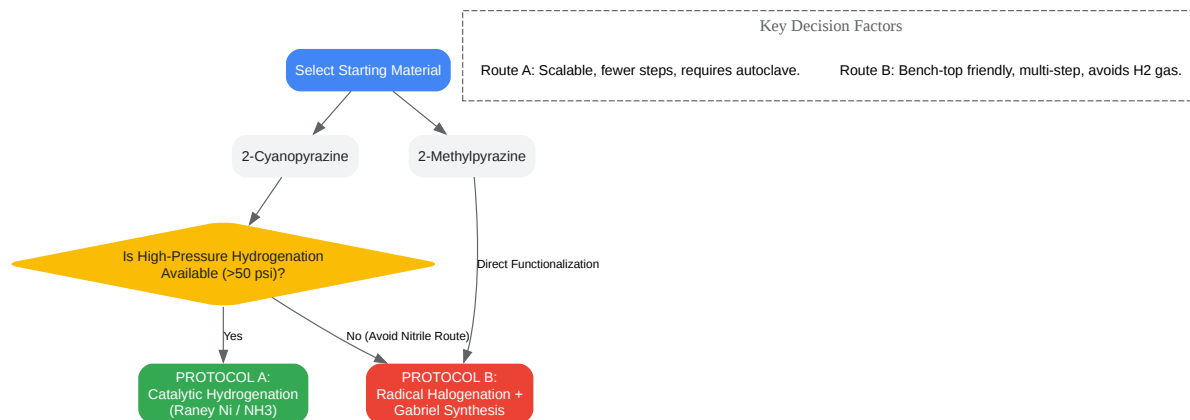 Key Decision Factors
Select Starting Material
Route A: Scalable, fewer steps, requires autoclave.
Route B: Bench-top friendly, multi-step, avoids H2 gas.
2-Cyanopyrazine
2-Methylpyrazine
Is High-Pressure Hydrogenation
Available (>50 psi)?
Direct Functionalization
Yes
No (Avoid Nitrile Route)
PROTOCOL A:
Catalytic Hydrogenation
(Raney Ni / NH3)
PROTOCOL B:
Radical Halogenation +
Gabriel Synthesis